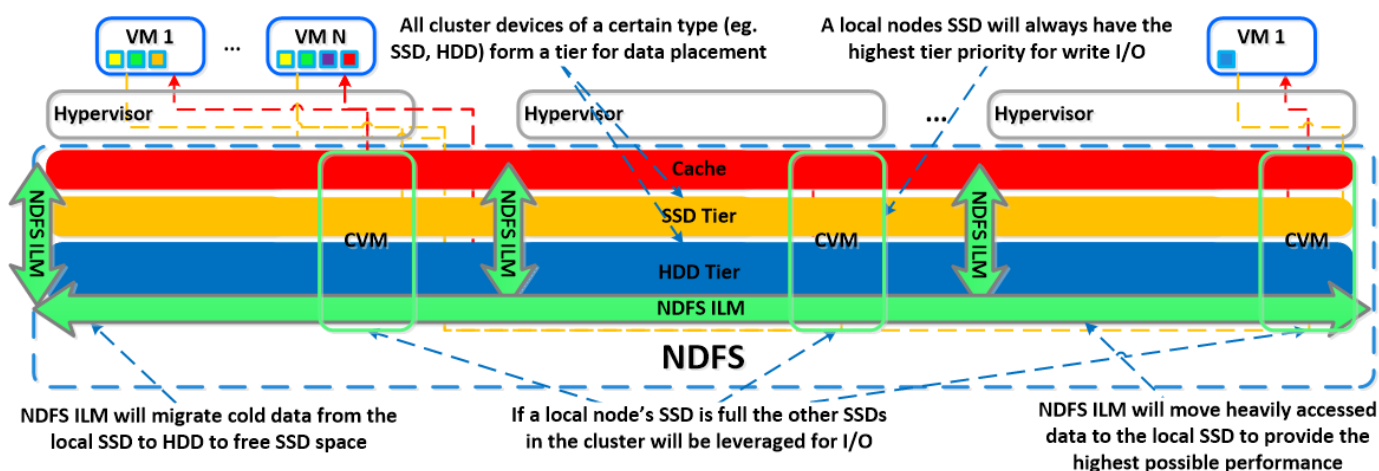 All cluster devices of a certain type (eg.
SSD, HDD) form a tier for data placement
A local nodes SSD will always have the
highest tier priority for write I/O
VM 1
...
VM N
VM 1
Hypervisor
Hypervisor
...
Hypervisor
Cache
SSD Tier
HDD Tier
CVM
CVM
CVM
NDFS ILM
NDFS ILM
NDFS ILM
NDFS ILM
NDFS
NDFS ILM will migrate cold data from the
local SSD to HDD to free SSD space
If a local node's SSD is full the other SSDs
in the cluster will be leveraged for I/O
NDFS ILM will move heavily accessed
data to the local SSD to provide the
highest possible performance